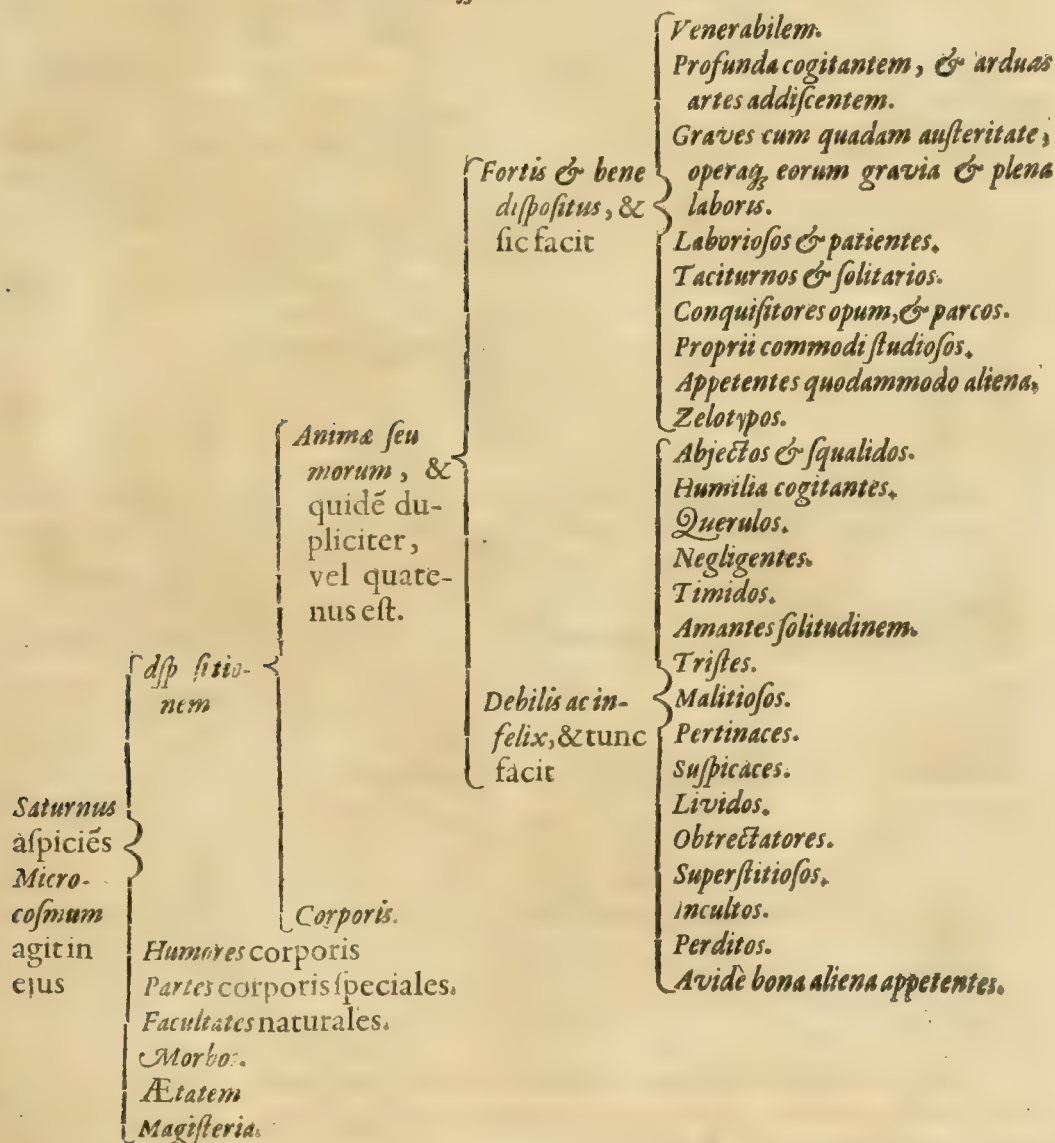 Saturnus
aſpiciẽs
Micro-
coſmum
agit in
ejus
nem
Animæ ſeu
morum, &
quidẽ du-
pliciter,
vel quate-
nus eſt.
Fortis & bene
diſpoſitus, &
ſic facit
Venerabilem.
Profunda cogitantem, & arduas
artes addiſcentem.
Graves cum quadam auſteritate,
operaq; eorum gravia & plena
laboris.
Laborioſos & patientes.
Taciturnos & ſolitarios.
Conquiſitores opum, & parcos.
Proprii commodi ſtudioſos.
Appetentes quodammodo aliena.
Zelotypos.
Debilis ac in-
felix, & tunc
facit
Abjectos & ſqualidos.
Humilia cogitantes.
Querulos.
Negligentes.
Timidos.
Amantes ſolitudinem.
Triſtes.
Malitioſos.
Pertinaces.
Suſpicaces.
Lividos.
Obtrectatores.
Superſtitioſos.
Incultos.
Perditos.
Avidè bona aliena appetentes.
Corporis.
Humores corporis
Partes corporis ſpeciales.
Facultates naturales.
Ætatem
Magiſteria.